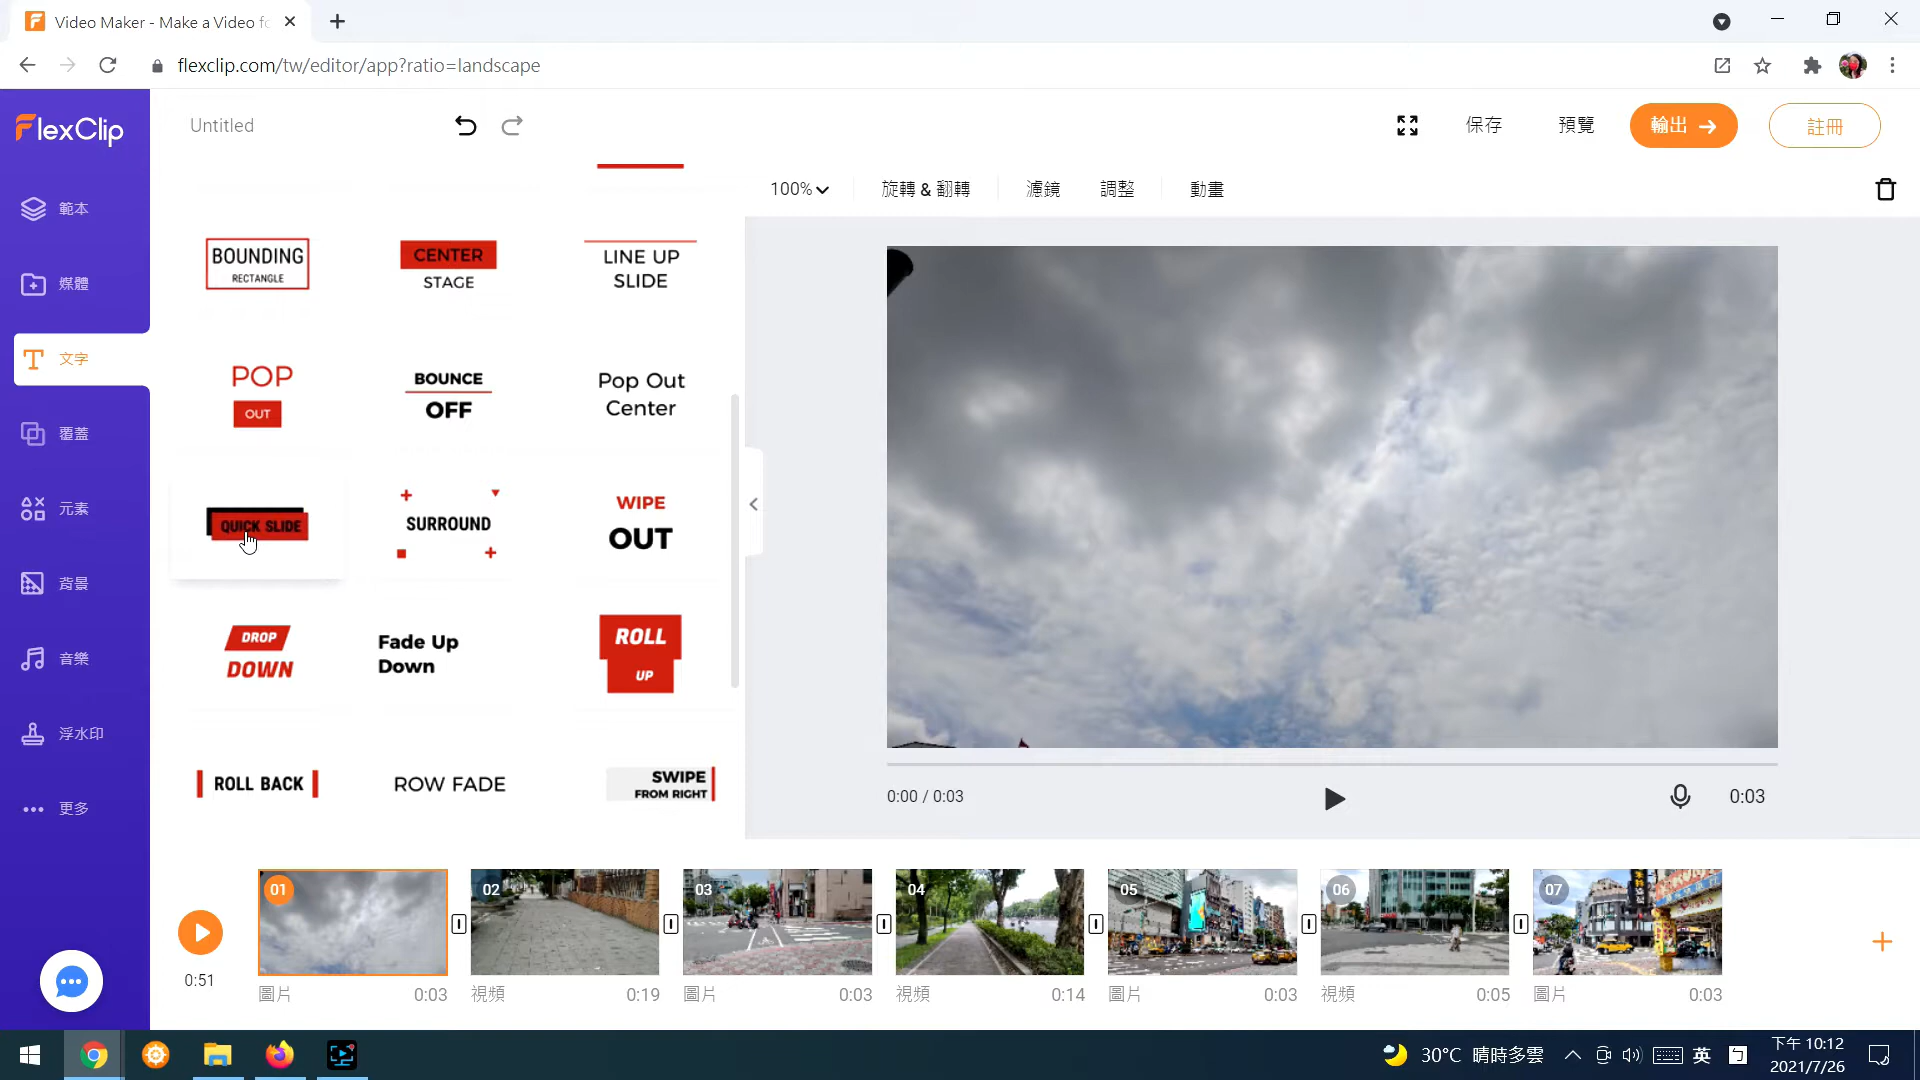 Video Maker - Make a Video fo
flexclip.com/tw/editor/app?ratio=landscape
FlexClip
Untitled
保存
預覽
輸出
註冊
100%
旋轉 & 翻轉
濾鏡
調整
動畫
範本
媒體
文字
覆蓋
元素
背景
音樂
浮水印
更多
BOUNDING
RECTANGLE
CENTER
STAGE
LINE UP
SLIDE
POP
OUT
BOUNCE
OFF
Pop Out
Center
QUICK SLIDE
SURROUND
WIPE
OUT
DROP
DOWN
Fade Up
Down
ROLL
UP
ROLL BACK
ROW FADE
SWIPE
FROM RIGHT
0:00 / 0:03
0:03
0:51
01
02
03
04
05
06
07
圖片 0:03
視頻 0:19
圖片 0:03
視頻 0:14
圖片 0:03
視頻 0:05
圖片 0:03
30°C 晴時多雲
英
下午 10:12
2021/7/26